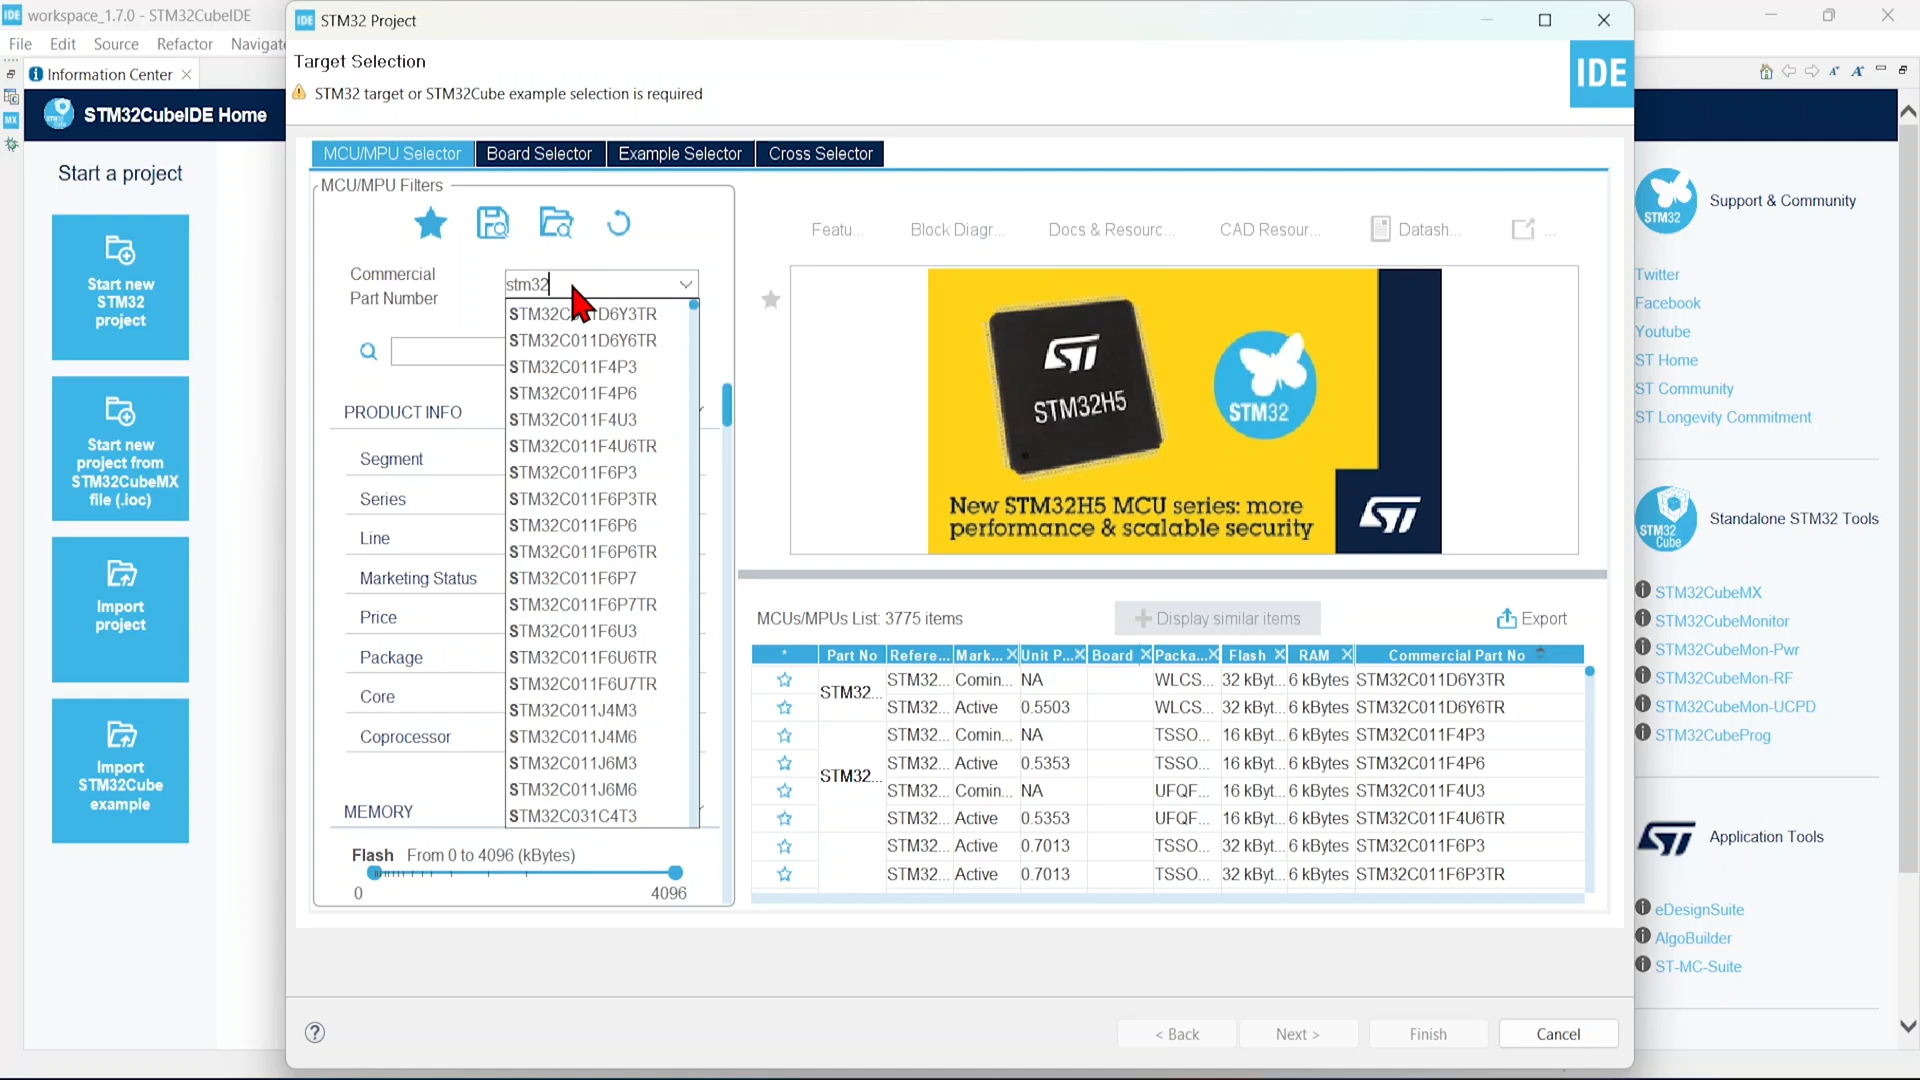 IDE workspace_1.7.0 - STM32CubeIDE
File Edit Source Refactor Navigate
Information Center
STM32CubeIDE Home
Start a project
Start new
STM32
project
Start new
project from
STM32CubeMX
file (.ioc)
Import
project
Import
STM32Cube
example
IDE STM32 Project
Target Selection
STM32 target or STM32Cube example selection is required
IDE
MCU/MPU Selector Board Selector Example Selector Cross Selector
MCU/MPU Filters
Commercial
Part Number
stm32
STM32C011D6Y6TR
STM32C011F4P3
STM32C011F4P6
STM32C011F4U3
STM32C011F4U6TR
STM32C011F6P3
STM32C011F6P3TR
STM32C011F6P6
STM32C011F6P6TR
STM32C011F6P7
STM32C011F6P7TR
STM32C011F6U3
STM32C011F6U6TR
STM32C011F6U7TR
STM32C011J4M3
STM32C011J4M6
STM32C011J6M3
STM32C011J6M6
STM32C031C4T3
PRODUCT INFO
Segment
Series
Line
Marketing Status
Price
Package
Core
Coprocessor
MEMORY
Flash From 0 to 4096 (kBytes)
0 4096
Featu... Block Diagr... Docs & Resourc... CAD Resour... Datash... ...
STM32H5
STM32
New STM32H5 MCU series: more
performance & scalable security
MCUs/MPUs List: 3775 items
Display similar items
Export
* Part No Refere... Mark... Unit P... Board Packa... Flash RAM Commercial Part No
STM32... STM32... Comin... NA WLCS... 32 kByt... 6 kBytes STM32C011D6Y3TR
STM32... Active 0.5503 WLCS... 32 kByt... 6 kBytes STM32C011D6Y6TR
STM32... STM32... Comin... NA TSSO... 16 kByt... 6 kBytes STM32C011F4P3
STM32... Active 0.5353 TSSO... 16 kByt... 6 kBytes STM32C011F4P6
STM32... Comin... NA UFQF... 16 kByt... 6 kBytes STM32C011F4U3
STM32... Active 0.5353 UFQF... 16 kByt... 6 kBytes STM32C011F4U6TR
STM32... Active 0.7013 TSSO... 32 kByt... 6 kBytes STM32C011F6P3
STM32... Active 0.7013 TSSO... 32 kByt... 6 kBytes STM32C011F6P3TR
? < Back Next > Finish Cancel
STM32
Support & Community
Twitter
Facebook
Youtube
ST Home
ST Community
ST Longevity Commitment
STM32
Cube
Standalone STM32 Tools
STM32CubeMX
STM32CubeMonitor
STM32CubeMon-Pwr
STM32CubeMon-RF
STM32CubeMon-UCPD
STM32CubeProg
Application Tools
eDesignSuite
AlgoBuilder
ST-MC-Suite